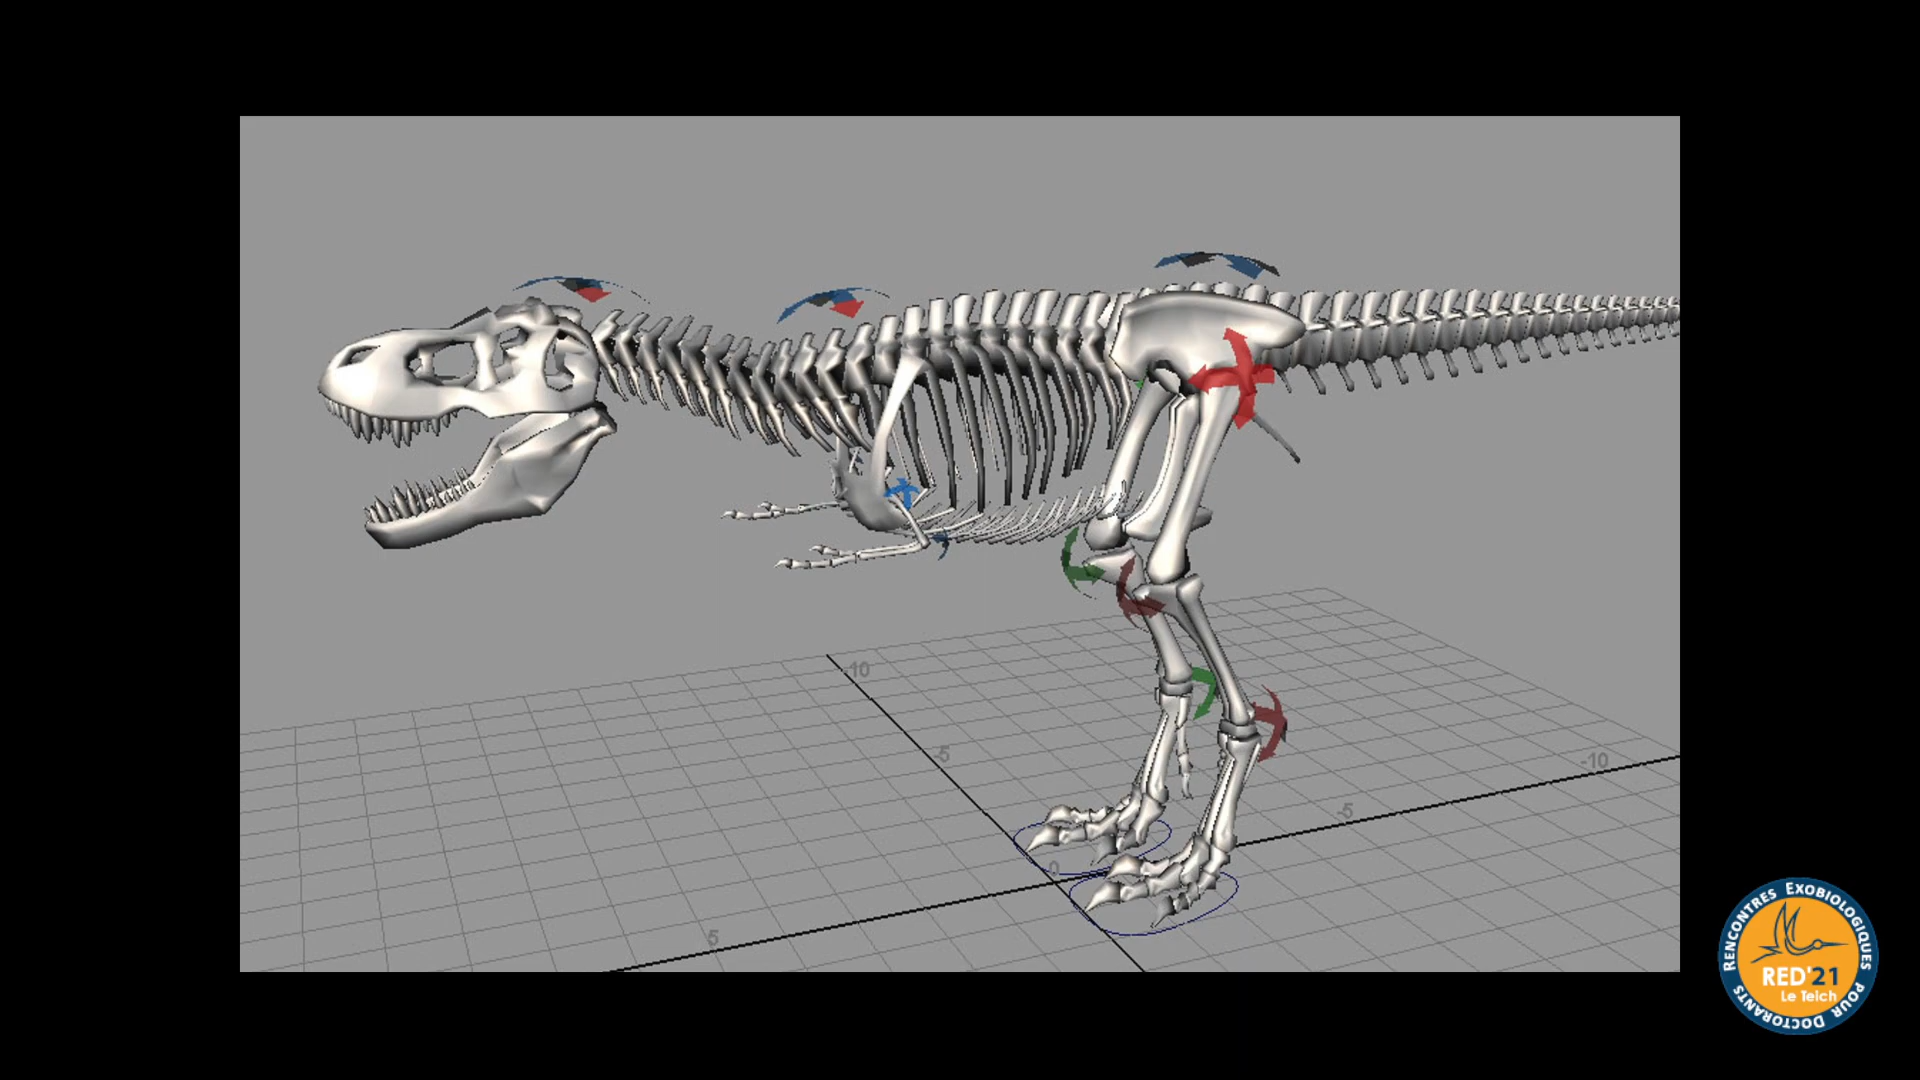 -10
-5
-10
-5
0
5
RENCONTRES EXOBIOLOGIQUES
POUR DOCTORANTS
RED'21
Le Teich